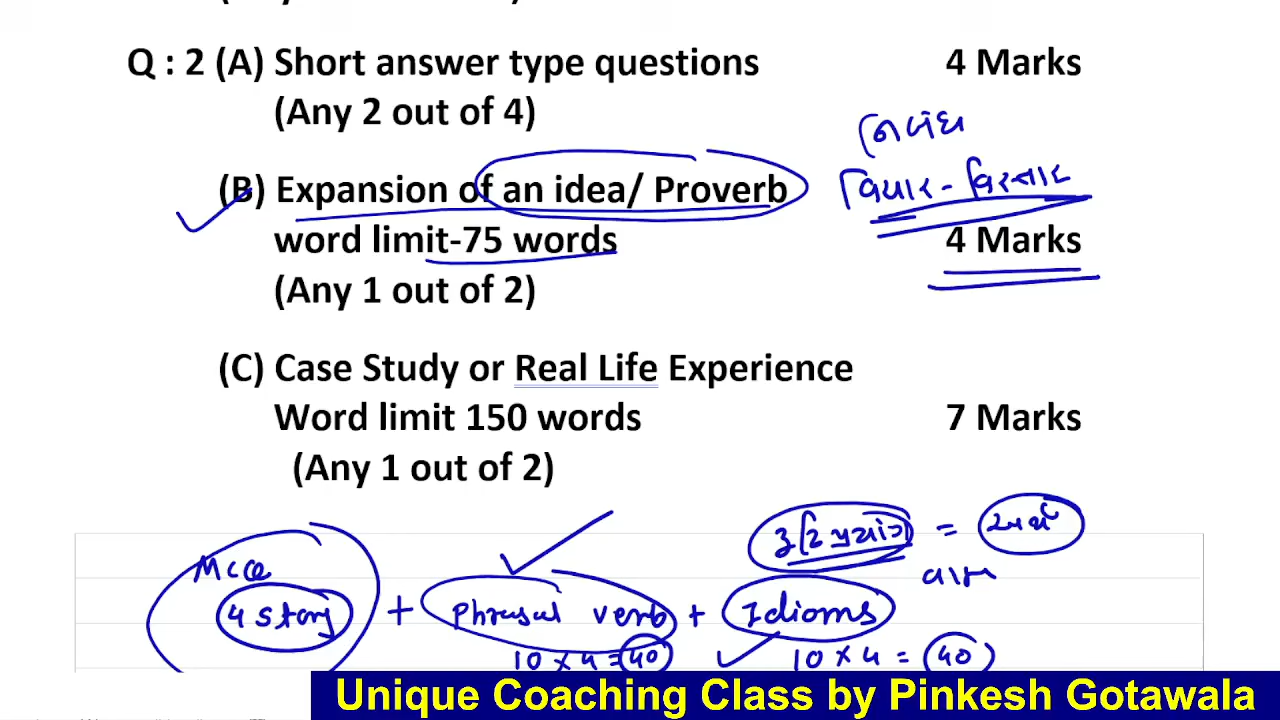 Q : 2 (A) Short answer type questions 4 Marks
(Any 2 out of 4)
નિબંધ
(B) Expansion of an idea/ Proverb વિચાર - વિસ્તાર
word limit-75 words 4 Marks
(Any 1 out of 2)
(C) Case Study or Real Life Experience
Word limit 150 words 7 Marks
(Any 1 out of 2)
રૂઢિ પ્રયોગ =
MCQ
4 Story + Phrasal verb + Idioms
10 x 4 = 40 10 x 4 = 40
Unique Coaching Class by Pinkesh Gotawala